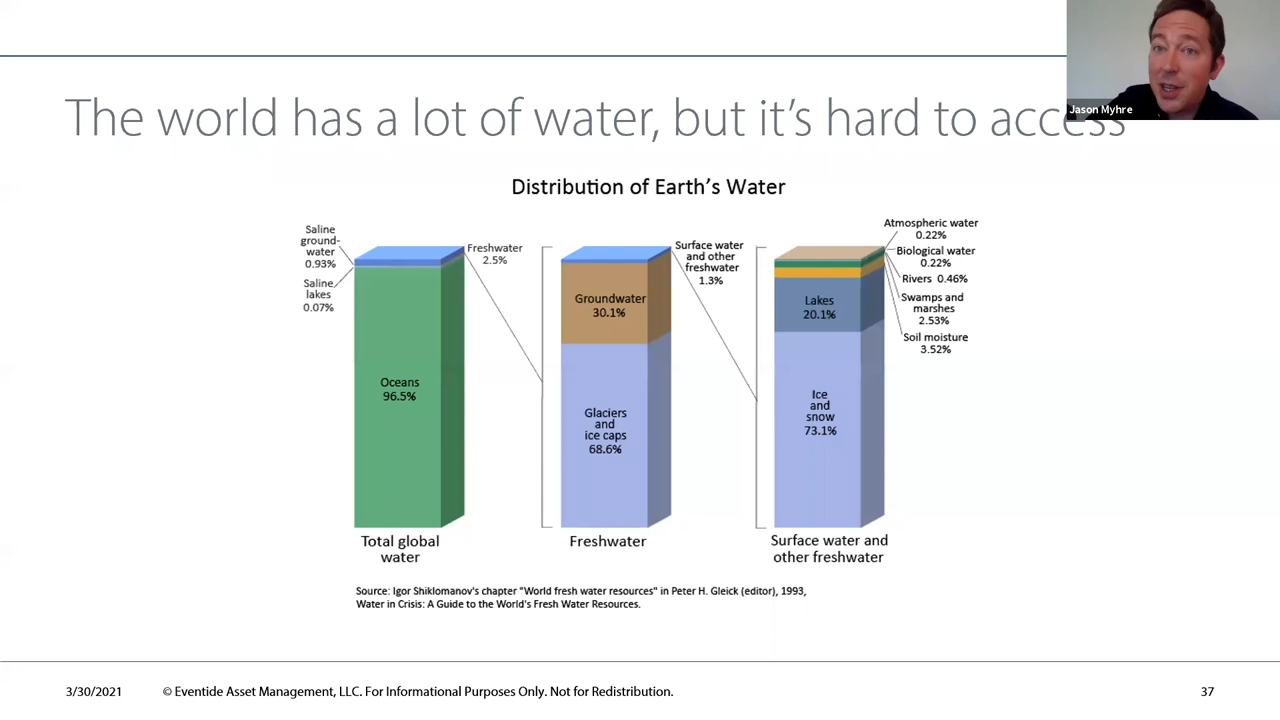 Jason Myhre
The world has a lot of water, but it's hard to access
Distribution of Earth's Water
Saline
ground-
water
0.93%
Saline
lakes
0.07%
Oceans
96.5%
Total global
water
Freshwater
2.5%
Groundwater
30.1%
Glaciers
and
ice caps
68.6%
Freshwater
Surface water
and other
freshwater
1.3%
Lakes
20.1%
Ice
and
snow
73.1%
Surface water and
other freshwater
Atmospheric water
0.22%
Biological water
0.22%
Rivers 0.46%
Swamps and
marshes
2.53%
Soil moisture
3.52%
Source: Igor Shiklomanov's chapter "World fresh water resources" in Peter H. Gleick (editor), 1993,
Water in Crisis: A Guide to the World's Fresh Water Resources.
3/30/2021 © Eventide Asset Management, LLC. For Informational Purposes Only. Not for Redistribution. 37